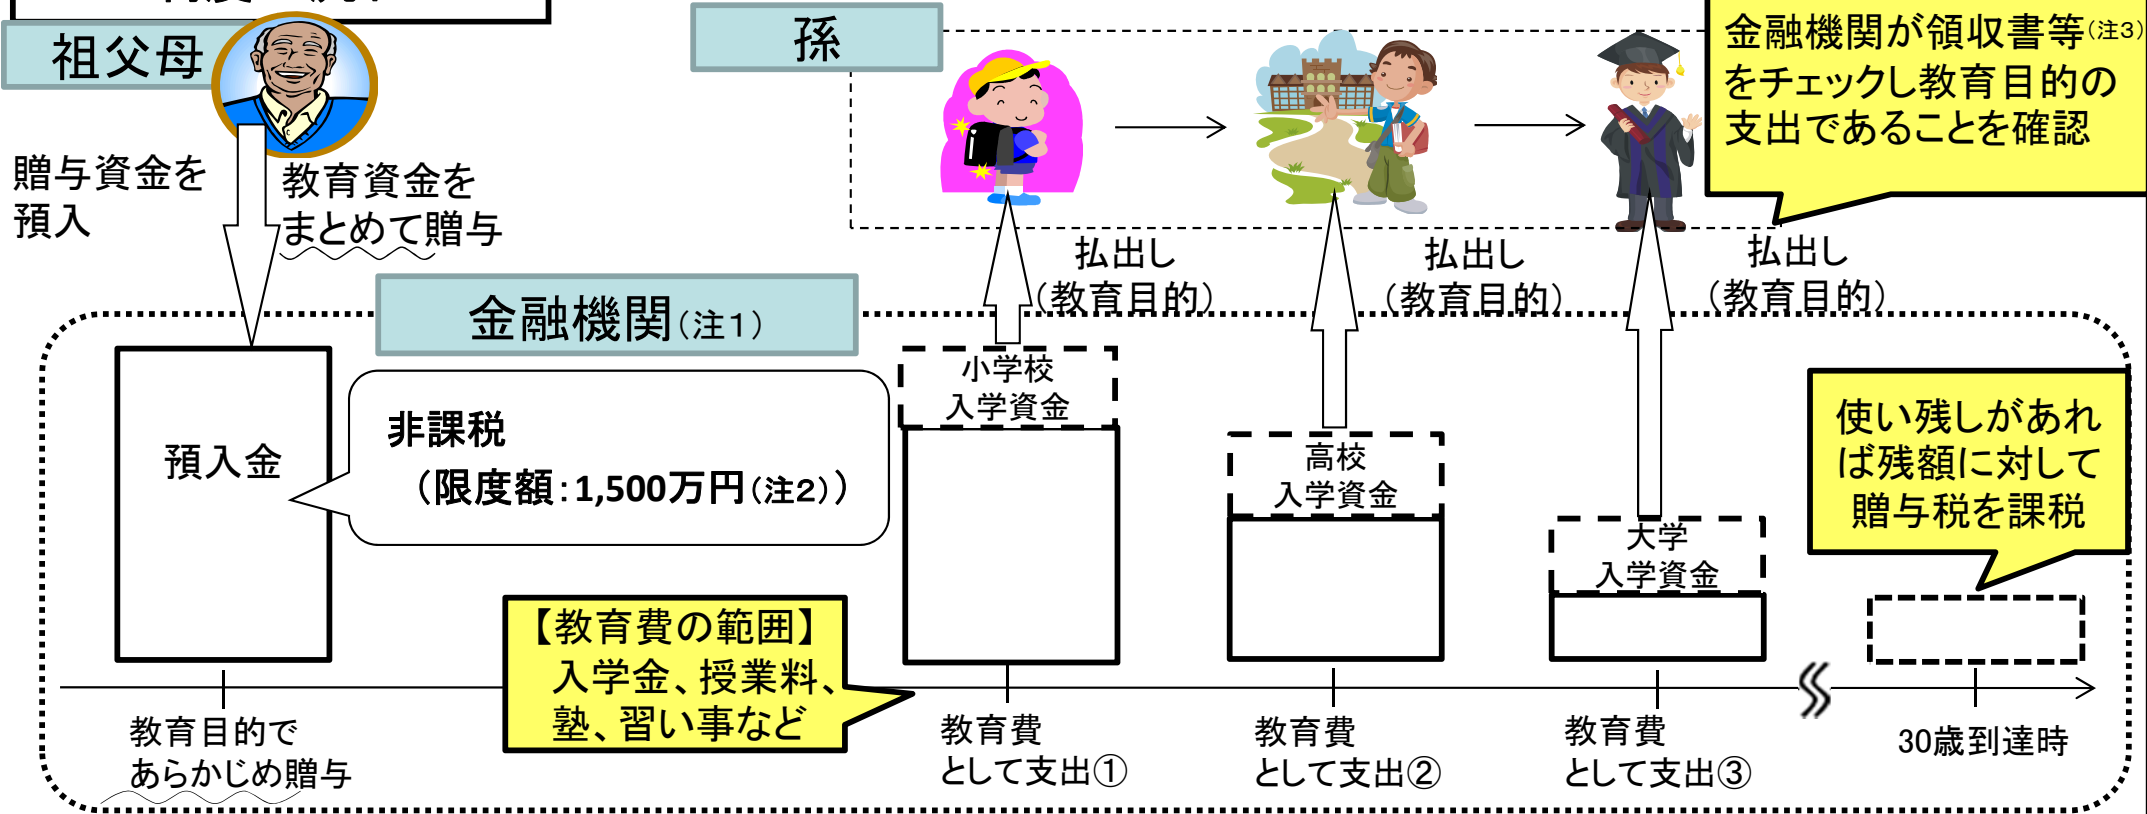 祖父母
孫
金融機関が領収書等(注3)
をチェックし教育目的の
支出であることを確認
贈与資金を
預入
教育資金を
まとめて贈与
払出し
(教育目的)
払出し
(教育目的)
払出し
(教育目的)
金融機関(注1)
預入金
非課税
(限度額:1,500万円(注2))
小学校
入学資金
高校
入学資金
大学
入学資金
使い残しがあれ
ば残額に対して
贈与税を課税
【教育費の範囲】
入学金、授業料、
塾、習い事など
教育目的で
あらかじめ贈与
教育費
として支出①
教育費
として支出②
教育費
として支出③
30歳到達時